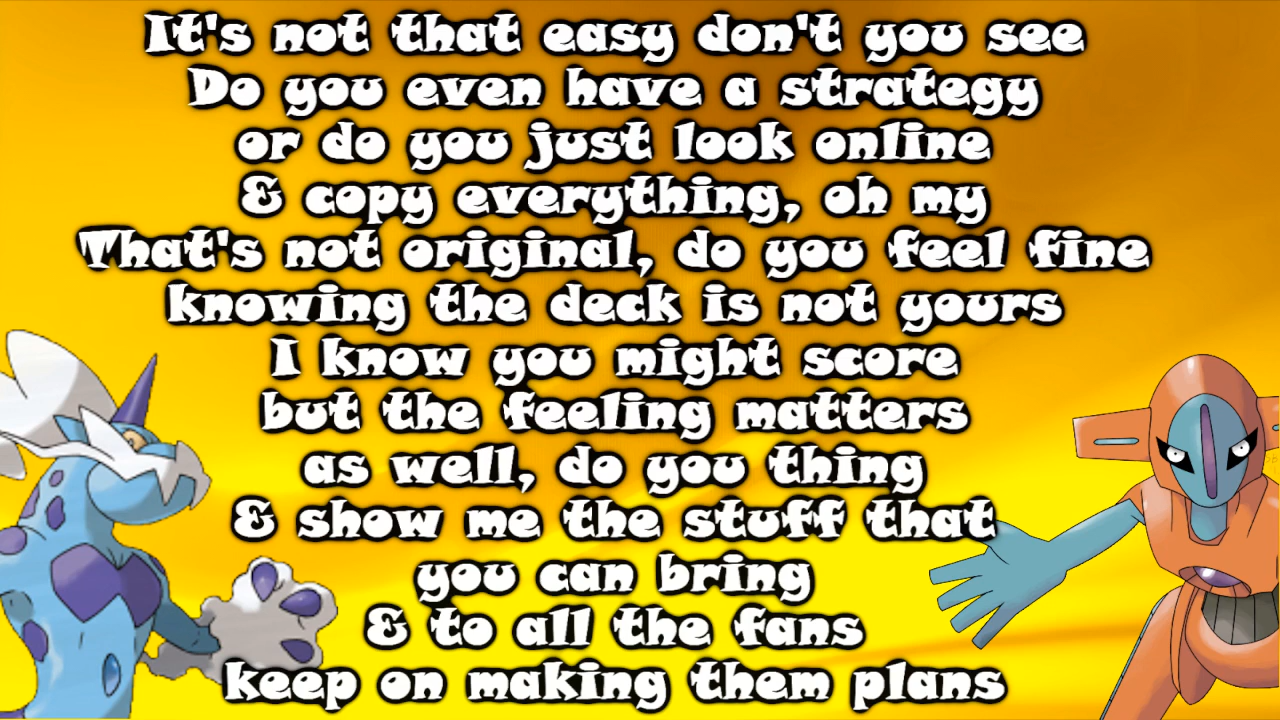 It's not that easy don't you see
Do you even have a strategy
or do you just look online
& copy everything, oh my
That's not original, do you feel fine
knowing the deck is not yours
I know you might score
but the feeling matters
as well, do you thing
& show me the stuff that
you can bring
& to all the fans
keep on making them plans